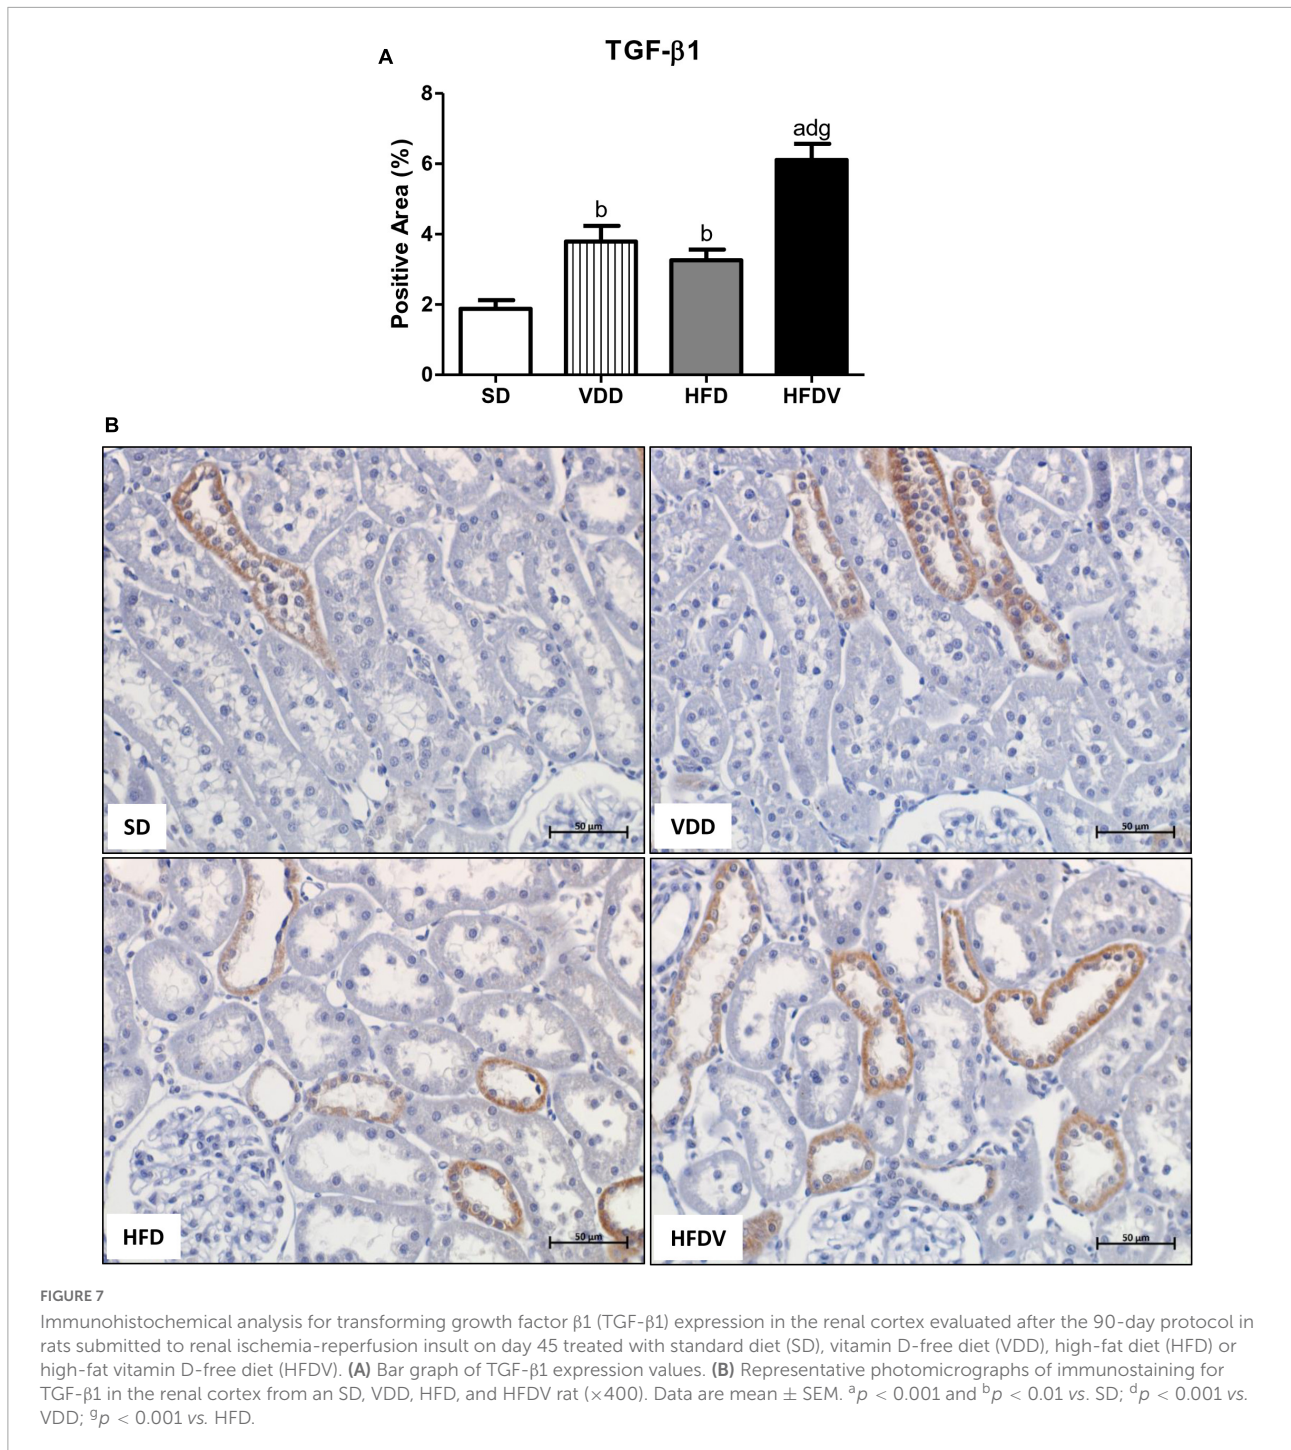 A
TGF-β1
Positive Area (%)
8
6
4
2
0
b
b
adg
SD VDD HFD HFDV
B
SD
50 µm
VDD
50 µm
HFD
50 µm
HFDV
50 µm
FIGURE 7
Immunohistochemical analysis for transforming growth factor β1 (TGF-β1) expression in the renal cortex evaluated after the 90-day protocol in
rats submitted to renal ischemia-reperfusion insult on day 45 treated with standard diet (SD), vitamin D-free diet (VDD), high-fat diet (HFD) or
high-fat vitamin D-free diet (HFDV). (A) Bar graph of TGF-β1 expression values. (B) Representative photomicrographs of immunostaining for
TGF-β1 in the renal cortex from an SD, VDD, HFD, and HFDV rat (×400). Data are mean ± SEM. ᵃp < 0.001 and ᵇp < 0.01 vs. SD; ᵈp < 0.001 vs.
VDD; ᵍp < 0.001 vs. HFD.